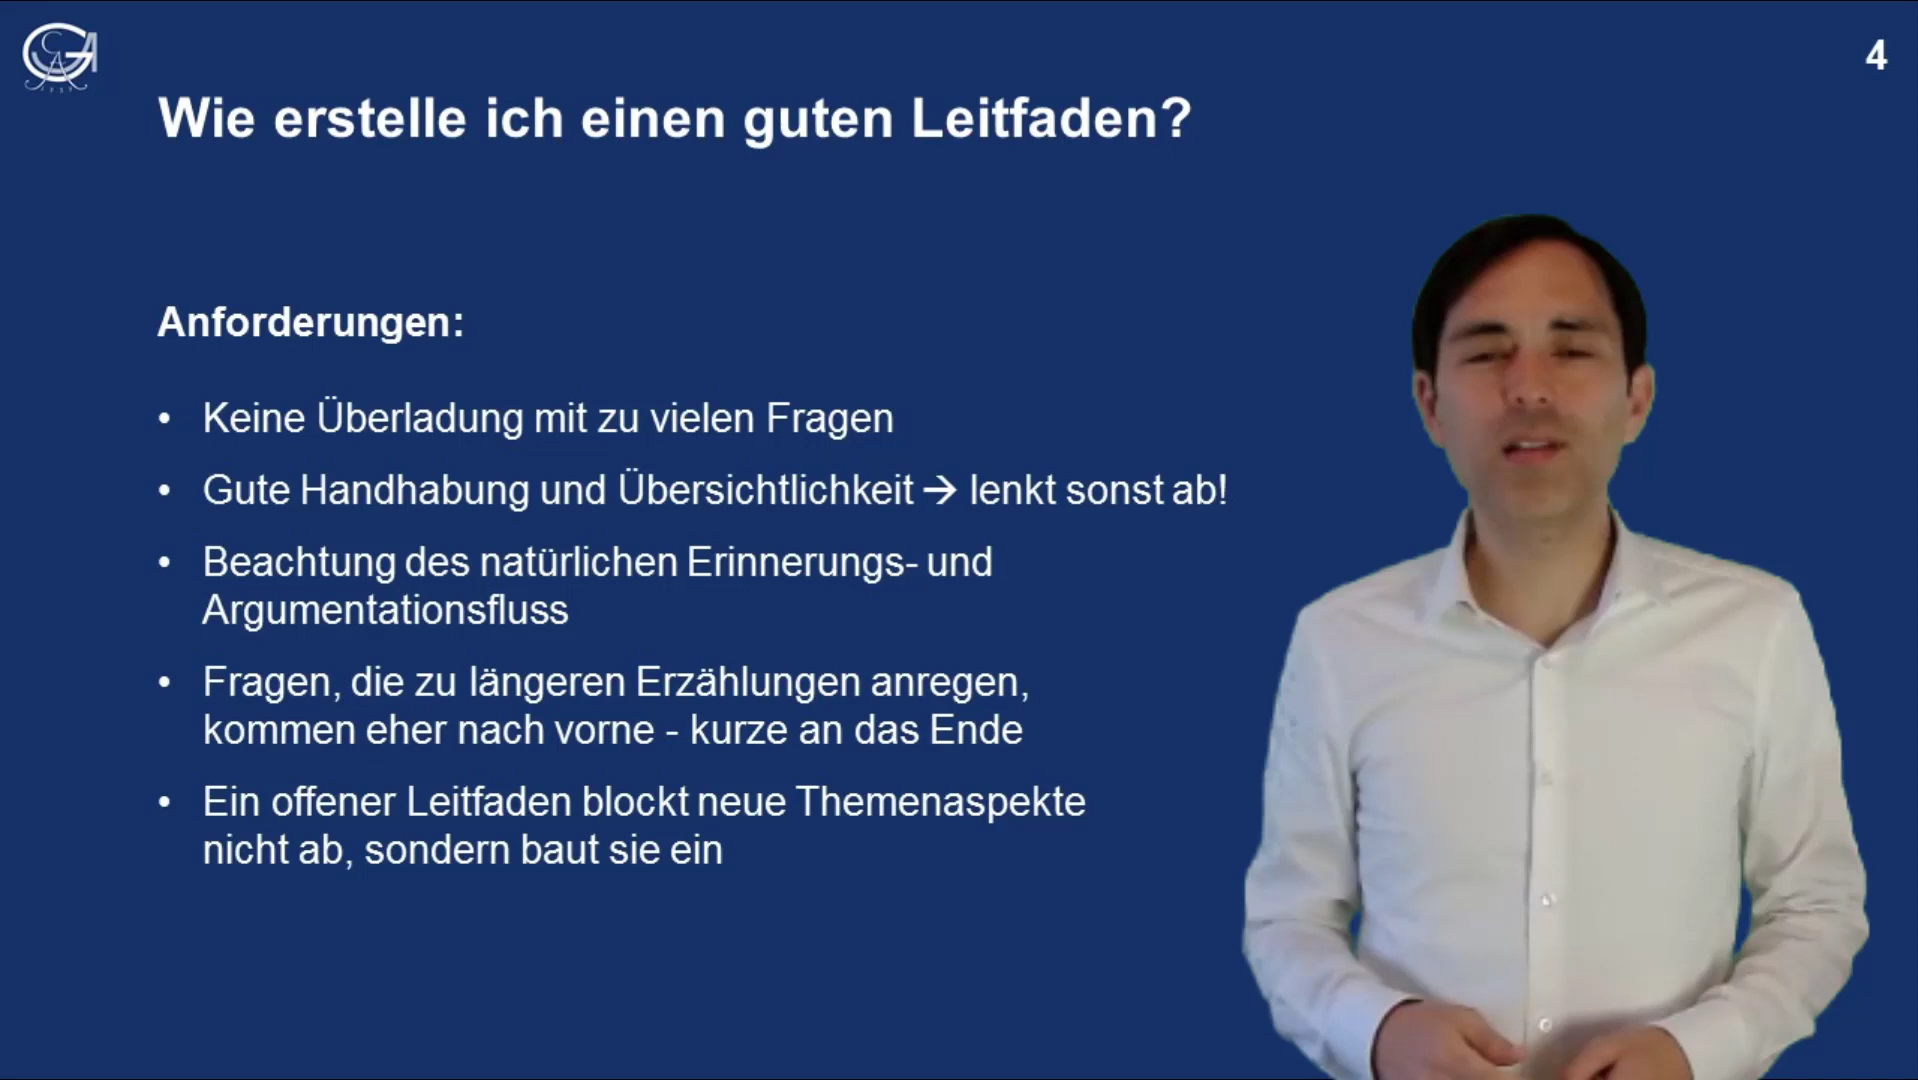 4
Wie erstelle ich einen guten Leitfaden?
Anforderungen:
• Keine Überladung mit zu vielen Fragen
• Gute Handhabung und Übersichtlichkeit → lenkt sonst ab!
• Beachtung des natürlichen Erinnerungs- und
Argumentationsfluss
• Fragen, die zu längeren Erzählungen anregen,
kommen eher nach vorne - kurze an das Ende
• Ein offener Leitfaden blockt neue Themenaspekte
nicht ab, sondern baut sie ein